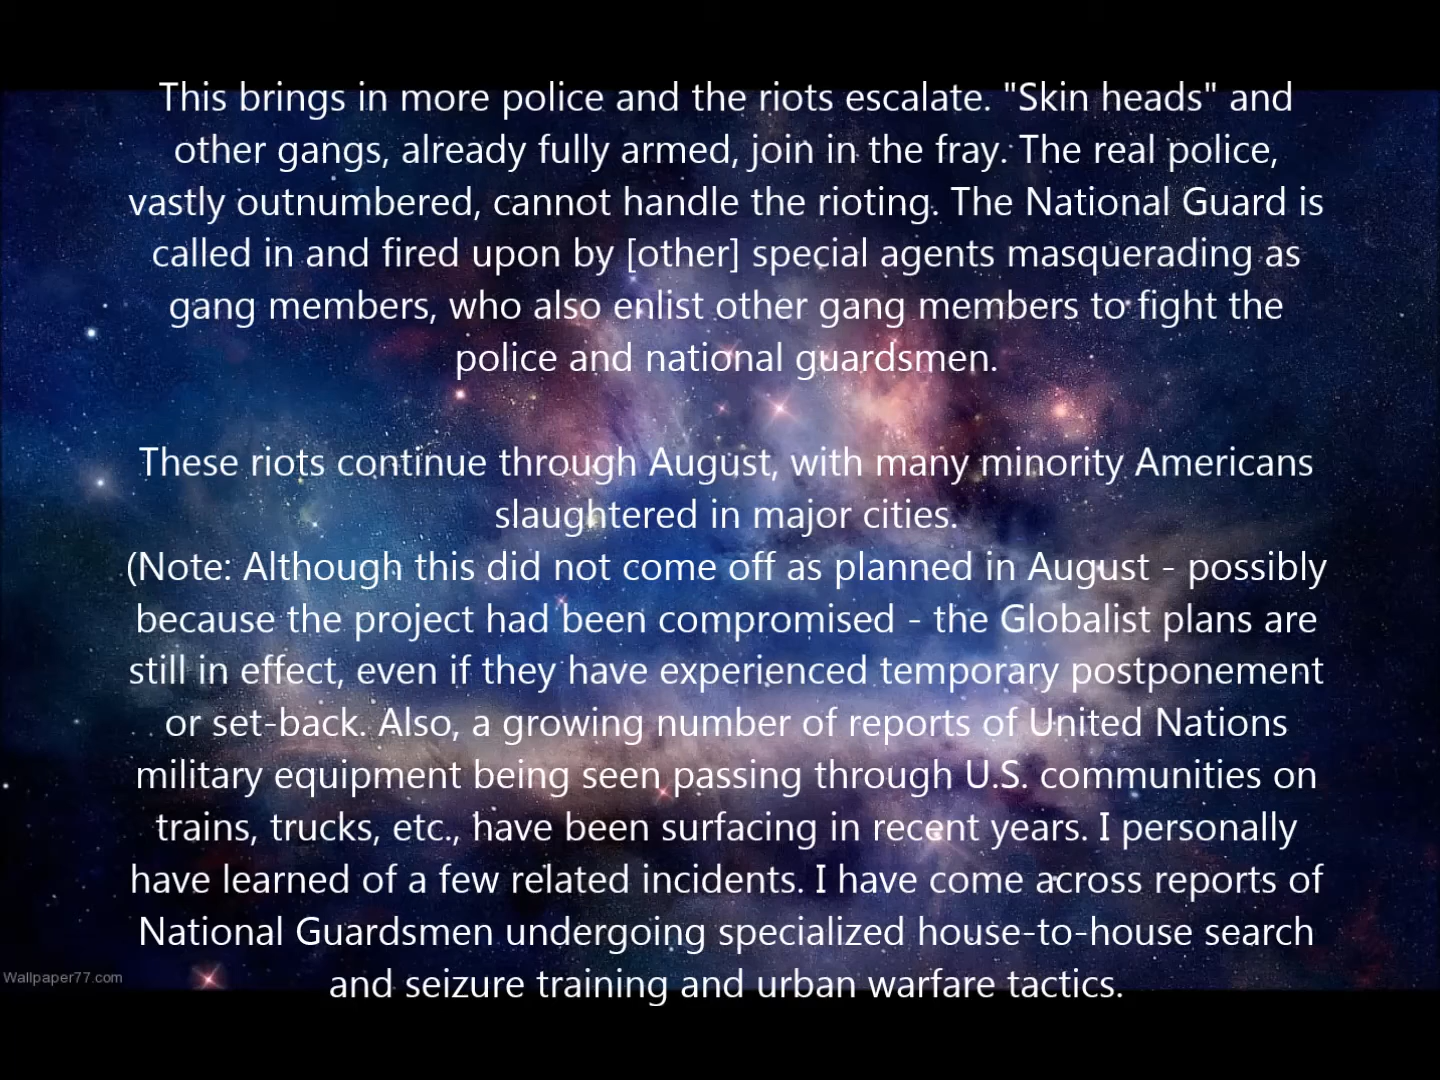 This brings in more police and the riots escalate. "Skin heads" and
other gangs, already fully armed, join in the fray. The real police,
vastly outnumbered, cannot handle the rioting. The National Guard is
called in and fired upon by [other] special agents masquerading as
gang members, who also enlist other gang members to fight the
police and national guardsmen.
These riots continue through August, with many minority Americans
slaughtered in major cities.
(Note: Although this did not come off as planned in August - possibly
because the project had been compromised - the Globalist plans are
still in effect, even if they have experienced temporary postponement
or set-back. Also, a growing number of reports of United Nations
military equipment being seen passing through U.S. communities on
trains, trucks, etc., have been surfacing in recent years. I personally
have learned of a few related incidents. I have come across reports of
National Guardsmen undergoing specialized house-to-house search
and seizure training and urban warfare tactics.
Wallpaper77.com